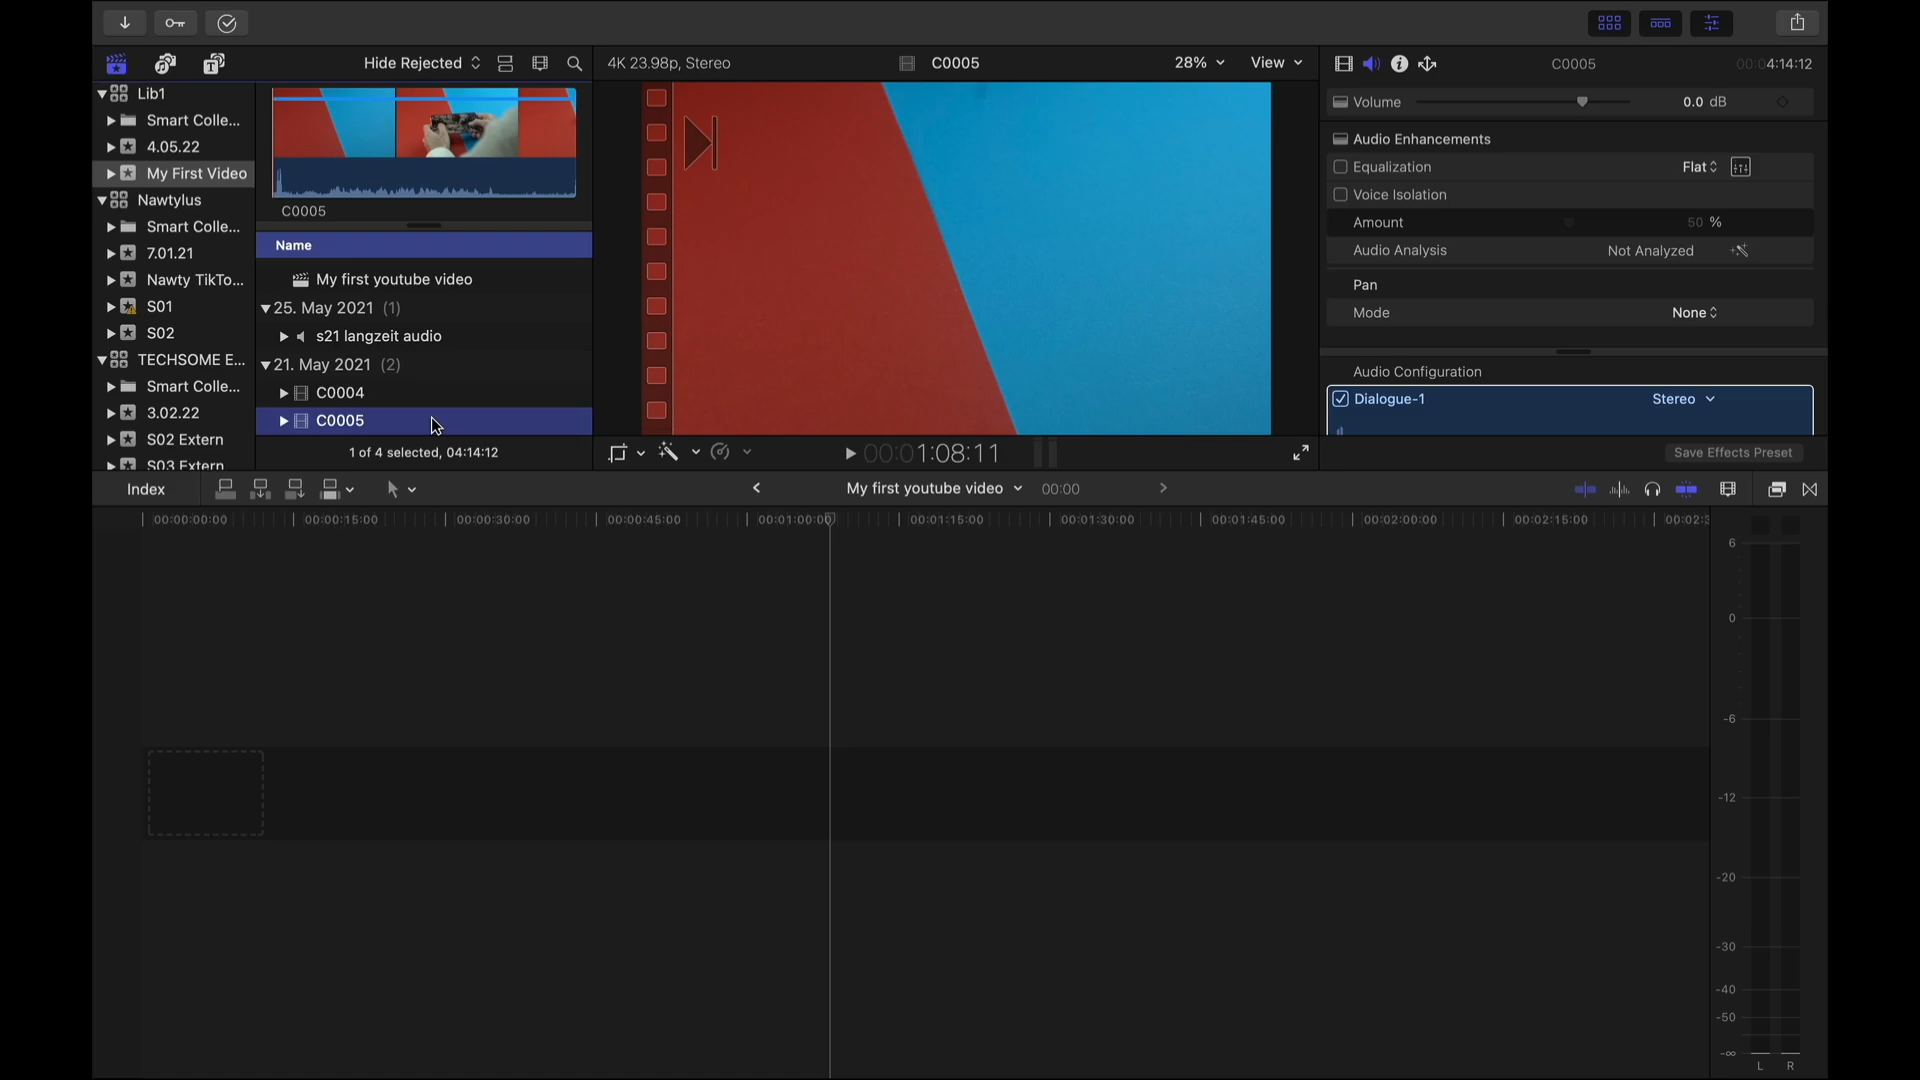 Hide Rejected
4K 23.98p, Stereo
C0005
28%
View
C0005
00:04:14:12
Lib1
Smart Colle...
4.05.22
My First Video
Nawtylus
Smart Colle...
7.01.21
Nawty TikTo...
S01
S02
TECHSOME E...
Smart Colle...
3.02.22
S02 Extern
S03 Extern
C0005
Name
My first youtube video
25. May 2021 (1)
s21 langzeit audio
21. May 2021 (2)
C0004
C0005
1 of 4 selected, 04:14:12
00:01:08:11
Volume
0.0 dB
Audio Enhancements
Equalization
Flat
Voice Isolation
Amount
50 %
Audio Analysis
Not Analyzed
Pan
Mode
None
Audio Configuration
Dialogue-1
Stereo
Save Effects Preset
Index
My first youtube video
00:00
00:00:00:00
00:00:15:00
00:00:30:00
00:00:45:00
00:01:00:00
00:01:15:00
00:01:30:00
00:01:45:00
00:02:00:00
00:02:15:00
00:02:3
6
0
-6
-12
-20
-30
-40
-50
-∞
L R